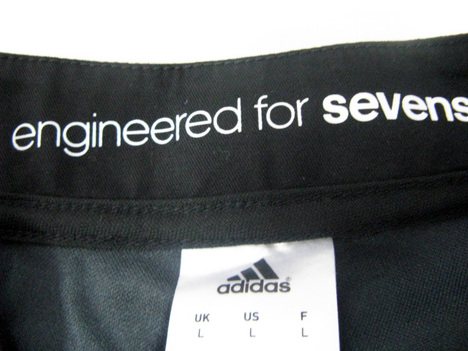 engineered for sevens
adidas
UK US F
L L L